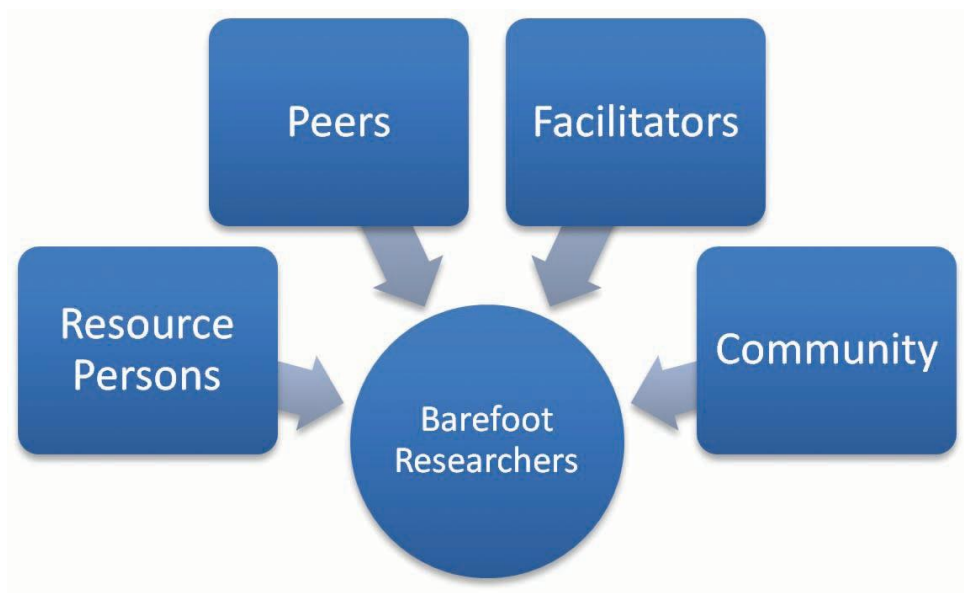 Peers
Facilitators
Resource
Persons
Community
Barefoot
Researchers